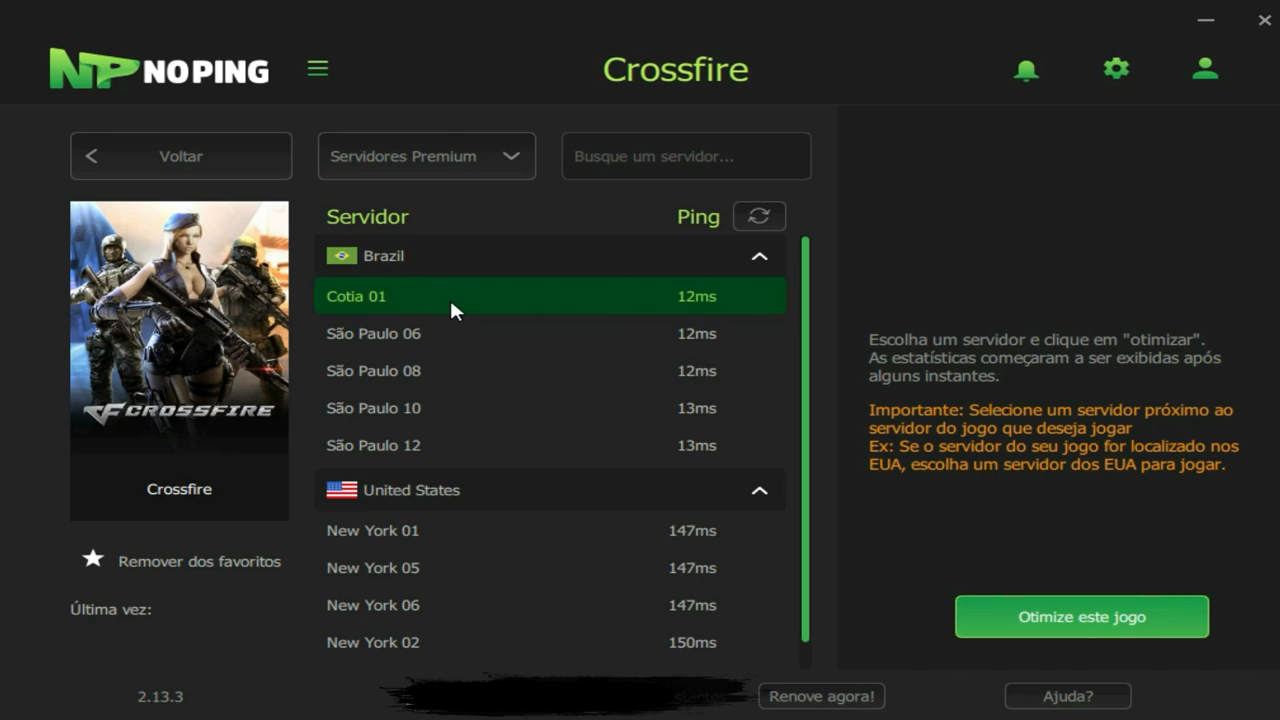 NP NOPING
Crossfire
Voltar
Servidores Premium
Busque um servidor...
Servidor Ping
Brazil
Cotia 01 12ms
São Paulo 06 12ms
São Paulo 08 12ms
São Paulo 10 13ms
São Paulo 12 13ms
United States
New York 01 147ms
New York 05 147ms
New York 06 147ms
New York 02 150ms
CF CROSSFIRE
Crossfire
Remover dos favoritos
Última vez:
Escolha um servidor e clique em "otimizar".
As estatísticas começaram a ser exibidas após
alguns instantes.
Importante: Selecione um servidor próximo ao
servidor do jogo que deseja jogar
Ex: Se o servidor do seu jogo for localizado nos
EUA, escolha um servidor dos EUA para jogar.
Otimize este jogo
2.13.3
Renove agora!
Ajuda?